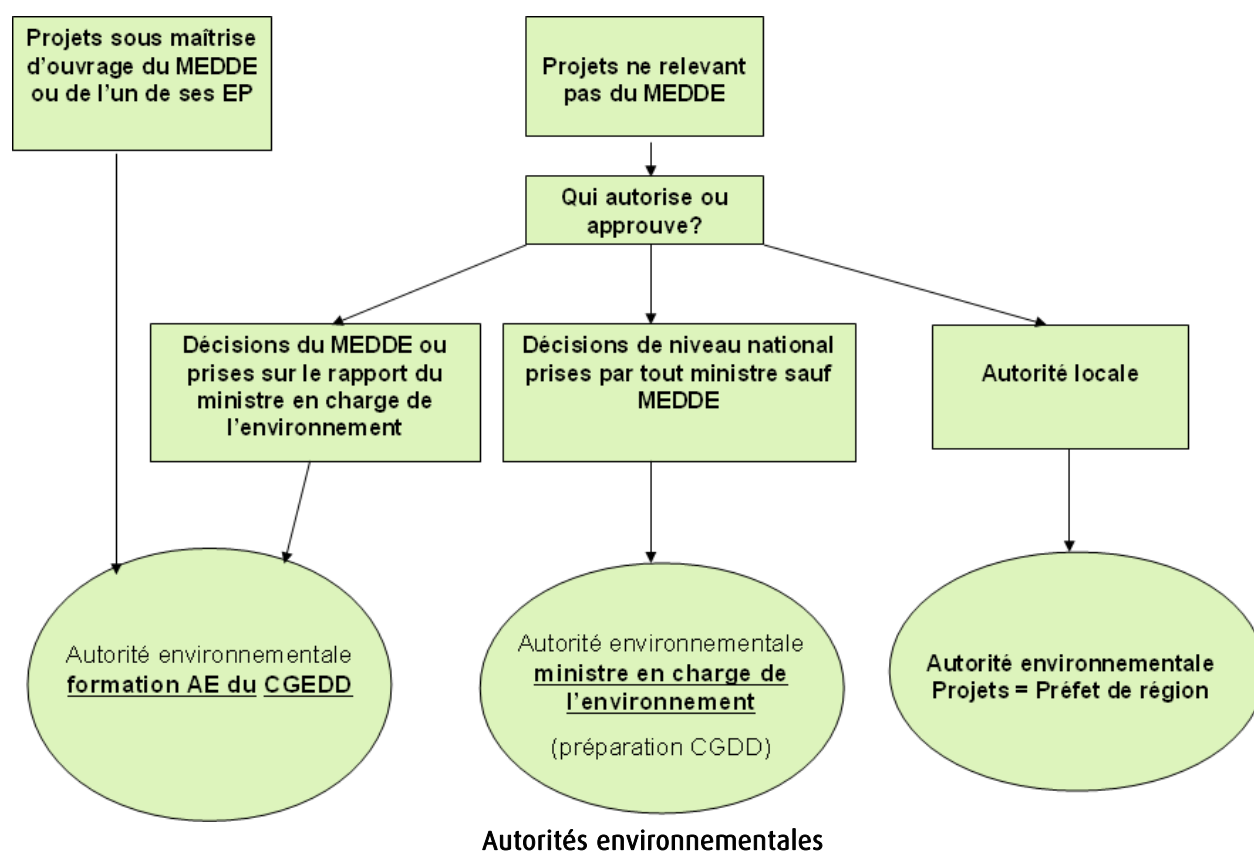 Projets sous maîtrise
d'ouvrage du MEDDE
ou de l'un de ses EP
Projets ne relevant
pas du MEDDE
Qui autorise ou
approuve?
Décisions du MEDDE ou
prises sur le rapport du
ministre en charge de
l'environnement
Décisions de niveau national
prises par tout ministre sauf
MEDDE
Autorité locale
Autorité environnementale
formation AE du CGEDD
Autorité environnementale
ministre en charge de
l'environnement
(préparation CGDD)
Autorité environnementale
Projets = Préfet de région
Autorités environnementales